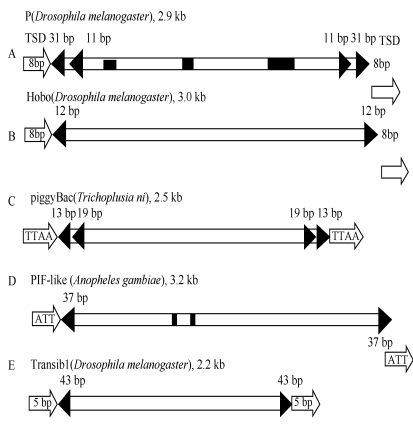 P(Drosophila melanogaster), 2.9 kb
TSD 31 bp 11 bp 11 bp 31 bp TSD
A 8bp 8bp
Hobo(Drosophila melanogaster), 3.0 kb
12 bp 12 bp
B 8bp 8bp
C piggyBac(Trichoplusia ni), 2.5 kb
13 bp 19 bp 19 bp 13 bp
TTAA TTAA
D PIF-like (Anopheles gambiae), 3.2 kb
37 bp
ATT
37 bp
ATT
E Transib1(Drosophila melanogaster), 2.2 kb
43 bp 43 bp
5 bp 5 bp